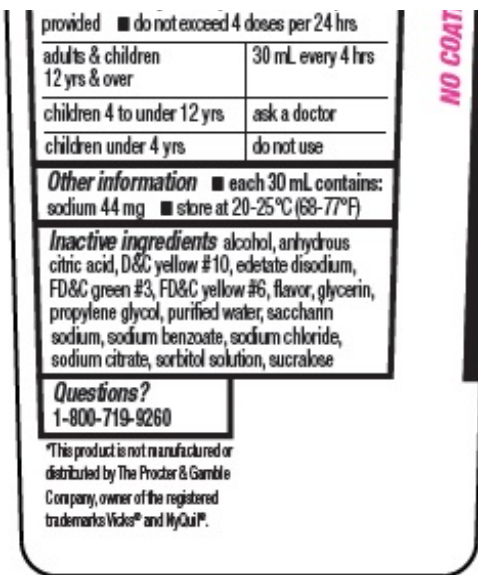 provided ■ do not exceed 4 doses per 24 hrs
adults & children 30 mL every 4 hrs
12 yrs & over
children 4 to under 12 yrs ask a doctor
children under 4 yrs do not use
Other information ■ each 30 mL contains:
sodium 44 mg ■ store at 20-25°C (68-77°F)
Inactive ingredients alcohol, anhydrous
citric acid, D&C yellow #10, edetate disodium,
FD&C green #3, FD&C yellow #6, flavor, glycerin,
propylene glycol, purified water, saccharin
sodium, sodium benzoate, sodium chloride,
sodium citrate, sorbitol solution, sucralose
Questions?
1-800-719-9260
*This product is not manufactured or
distributed by The Procter & Gamble
Company, owner of the registered
trademarks Vicks® and NyQuil®.
NO